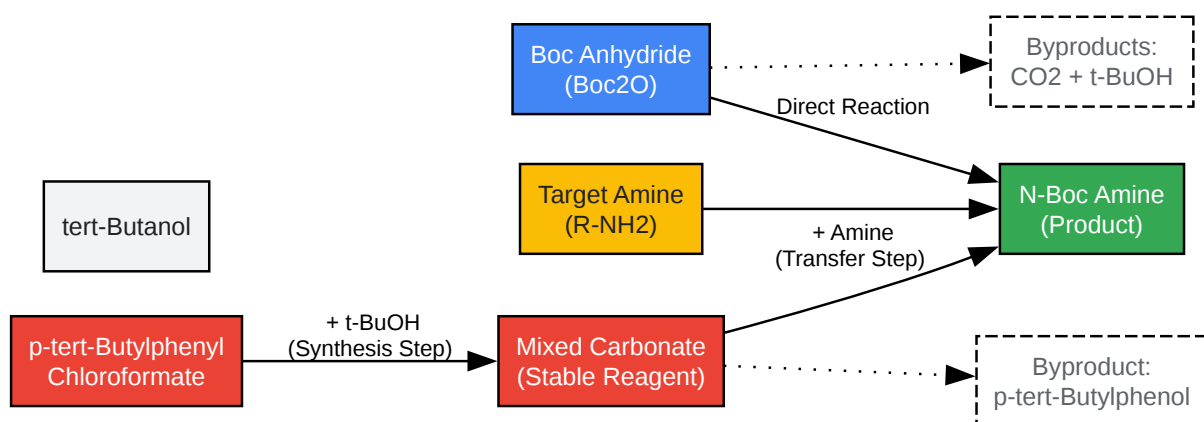 Boc Anhydride
(Boc2O)
Byproducts:
CO2 + t-BuOH
Direct Reaction
tert-Butanol
Target Amine
(R-NH2)
N-Boc Amine
(Product)
+ Amine
(Transfer Step)
p-tert-Butylphenyl
Chloroformate
+ t-BuOH
(Synthesis Step)
Mixed Carbonate
(Stable Reagent)
Byproduct:
p-tert-Butylphenol